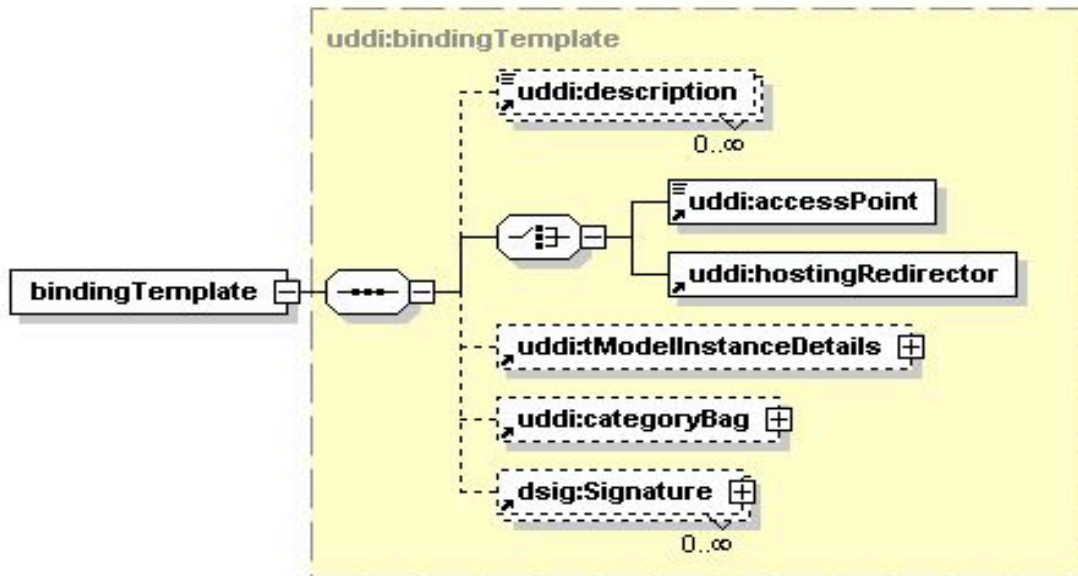 uddi:bindingTemplate
uddi:description
0..∞
uddi:accessPoint
uddi:hostingRedirector
bindingTemplate
uddi:tModelInstanceDetails
uddi:categoryBag
dsig:Signature
0..∞